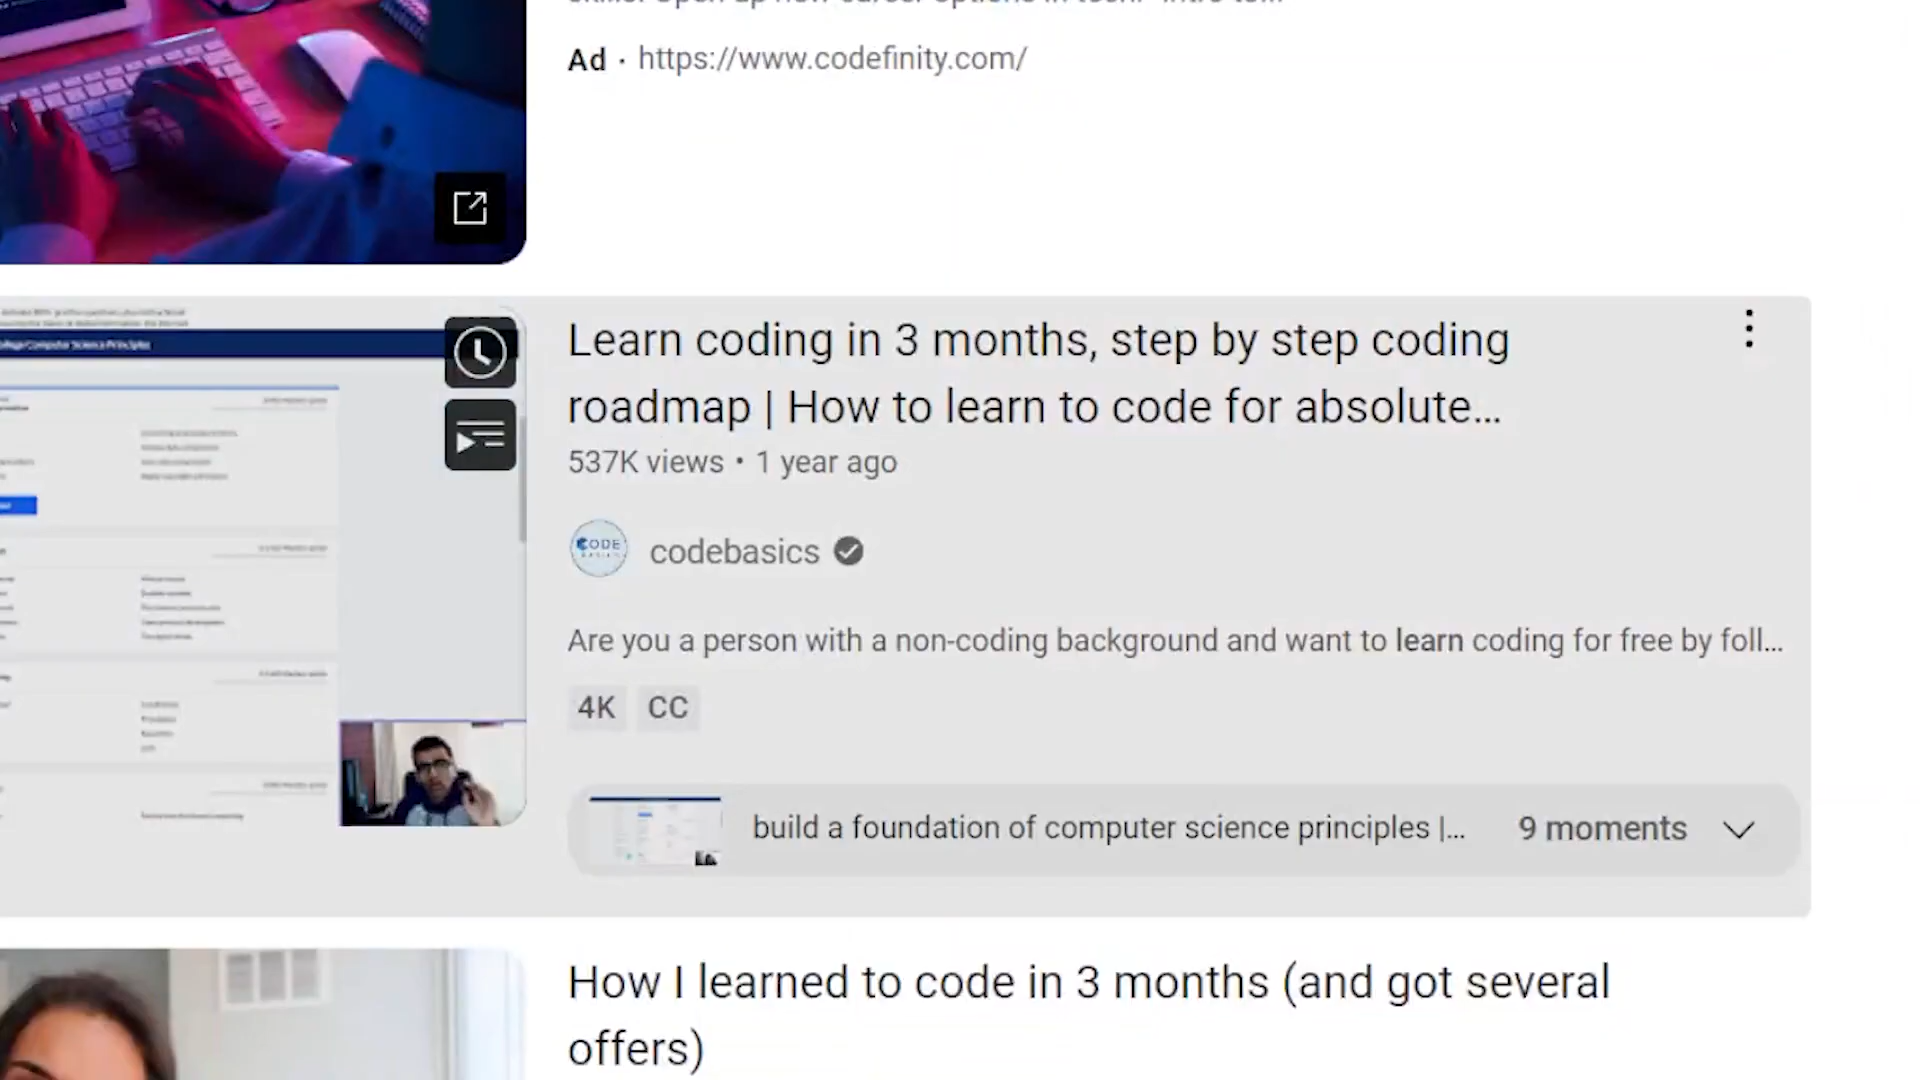 Ad · https://www.codefinity.com/
Learn coding in 3 months, step by step coding
roadmap | How to learn to code for absolute...
537K views • 1 year ago
CODE
codebasics
Are you a person with a non-coding background and want to learn coding for free by foll...
4K CC
build a foundation of computer science principles |... 9 moments
How I learned to code in 3 months (and got several
offers)